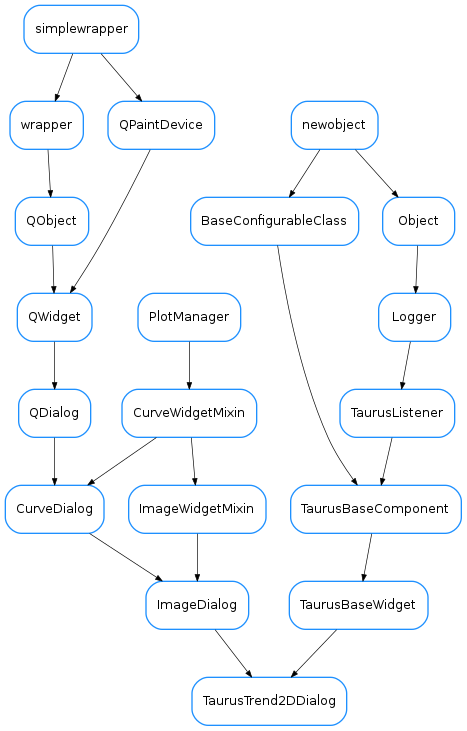 simplewrapper
wrapper
QPaintDevice
newobject
QObject
BaseConfigurableClass
Object
QWidget
PlotManager
Logger
QDialog
CurveWidgetMixin
TaurusListener
CurveDialog
ImageWidgetMixin
TaurusBaseComponent
ImageDialog
TaurusBaseWidget
TaurusTrend2DDialog